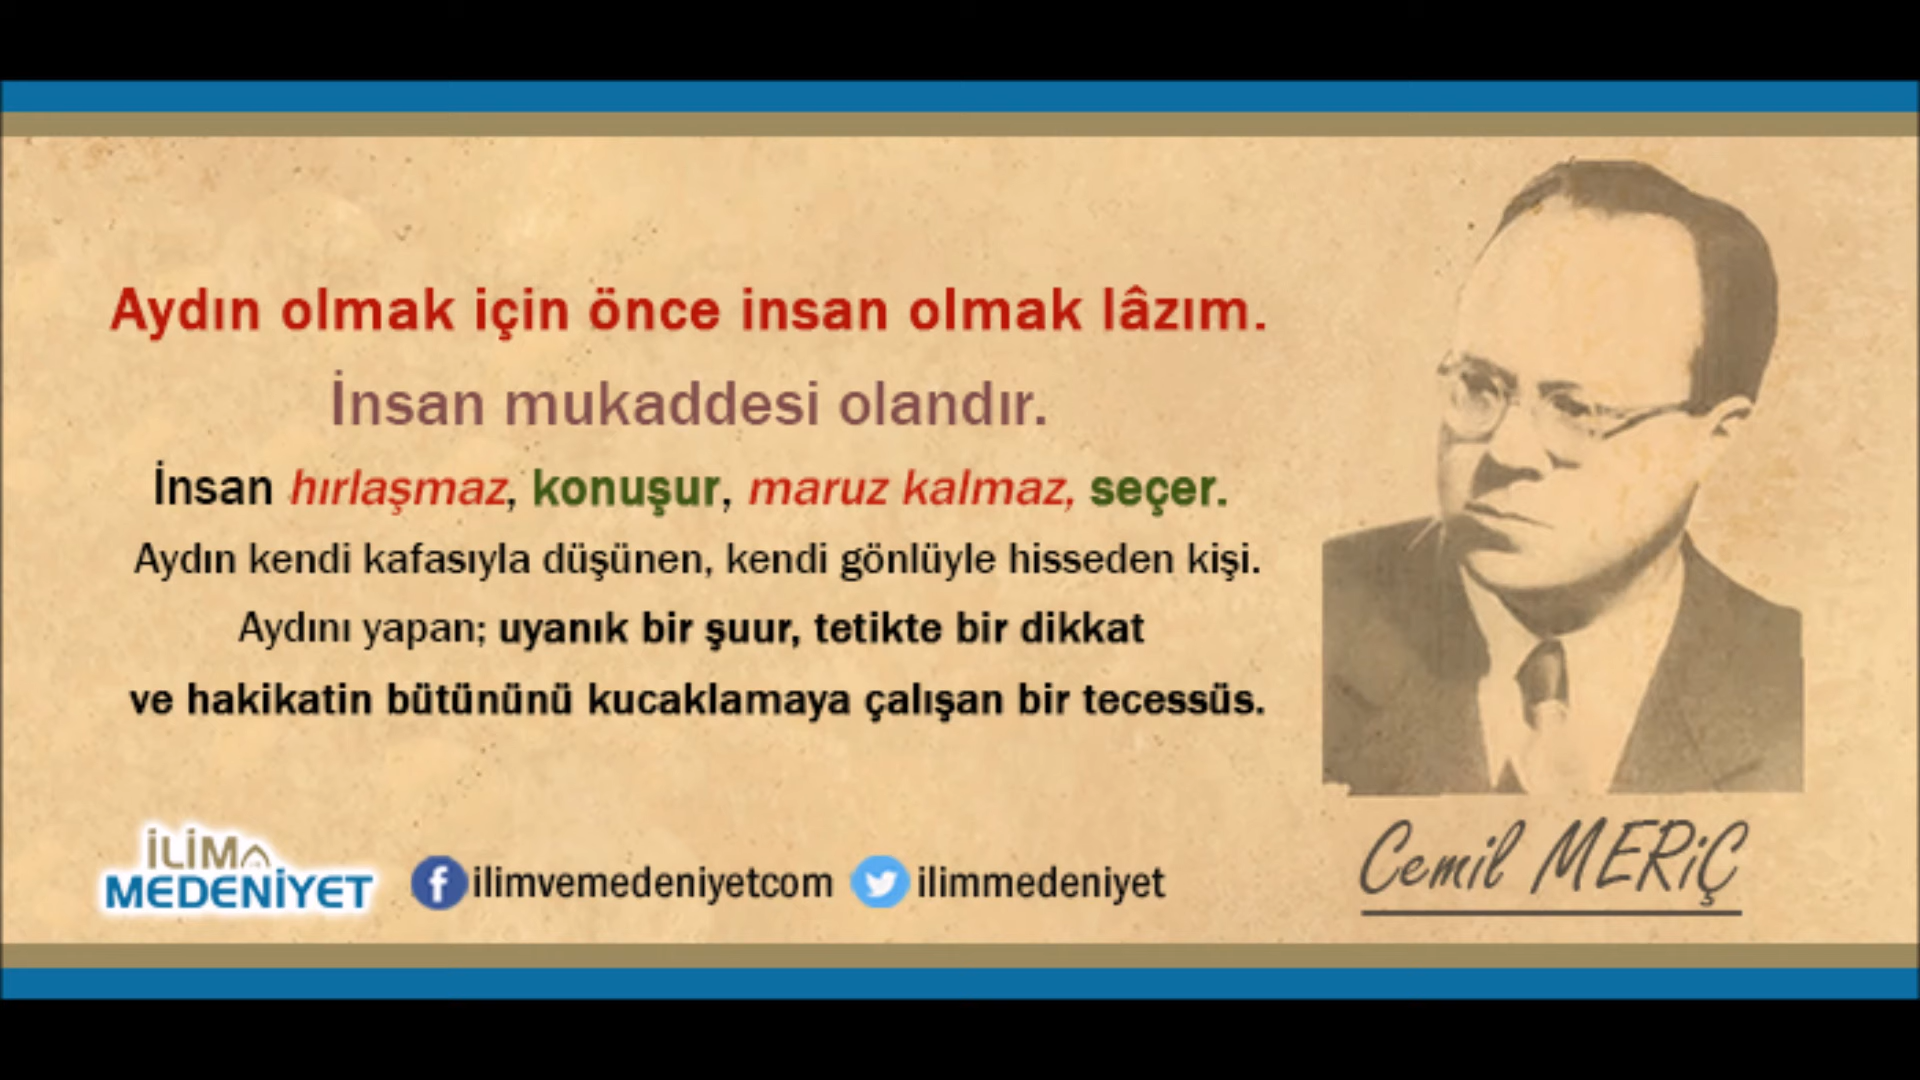 Aydın olmak için önce insan olmak lâzım.
İnsan mukaddesi olandır.
İnsan hırlaşmaz, konuşur, maruz kalmaz, seçer.
Aydın kendi kafasıyla düşünen, kendi gönlüyle hisseden kişi.
Aydını yapan; uyanık bir şuur, tetikte bir dikkat
ve hakikatin bütününü kucaklamaya çalışan bir tecessüs.
Cemil MERİÇ
İLİM
MEDENİYET
ilimvemedeniyetcom ilimmedeniyet